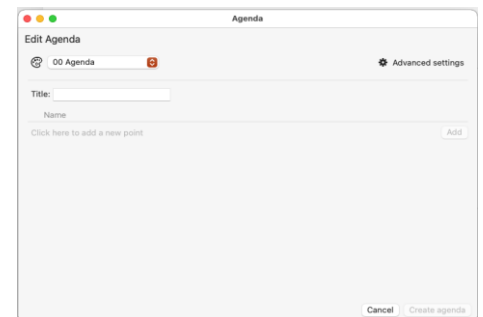 Agenda
Edit Agenda
00 Agenda
Advanced settings
Title:
Name
Click here to add a new point
Add
Cancel
Create agenda